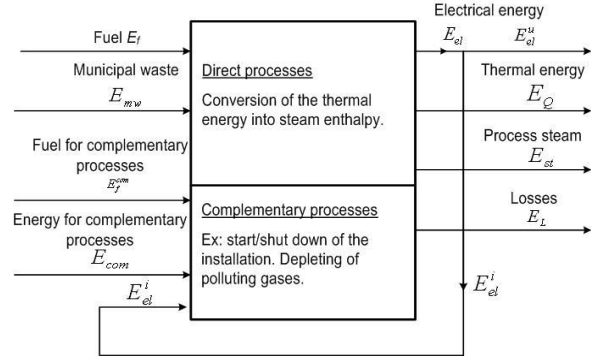 Electrical energy
Fuel E_f
E_el
E_el^u
Municipal waste
E_mw
Direct processes
Conversion of the thermal
energy into steam enthalpy.
Thermal energy
E_Q
Process steam
E_st
Fuel for complementary
processes
E_f^com
Complementary processes
Ex: start/shut down of the
installation. Depleting of
polluting gases.
Losses
E_L
Energy for complementary
processes
E_com
E_el^i
E_el^i